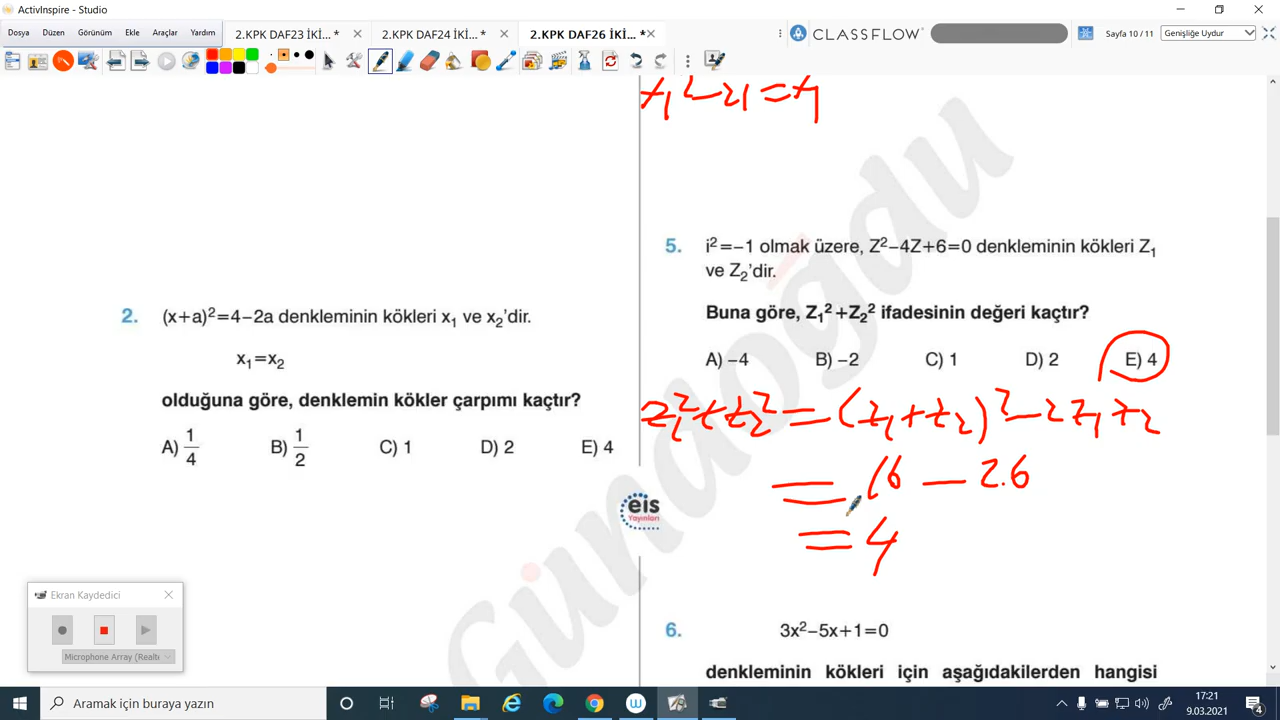 ActivInspire - Studio
Dosya Düzen Görünüm Ekle Araçlar Yardım
2.KPK DAF23 İKİ... *
2.KPK DAF24 İKİ... *
2.KPK DAF26 İKİ... *
CLASSFLOW
Sayfa 10 / 11
Genişliğe Uydur
2. (x+a)²=4−2a denkleminin kökleri x₁ ve x₂'dir.
x₁=x₂
olduğuna göre, denklemin kökler çarpımı kaçtır?
A) 1/4 B) 1/2 C) 1 D) 2 E) 4
eis
Yayınları
Gündoğdu
5. i²=−1 olmak üzere, Z²−4Z+6=0 denkleminin kökleri Z₁
ve Z₂'dir.
Buna göre, Z₁²+Z₂² ifadesinin değeri kaçtır?
A) −4 B) −2 C) 1 D) 2 E) 4
z₁²+z₂²=(z₁+z₂)²−2z₁z₂
= 16 − 2.6
= 4
6. 3x²−5x+1=0
denkleminin kökleri için aşağıdakilerden hangisi
Gündoğdu
Ekran Kaydedici
Microphone Array (Realte
Aramak için buraya yazın
17:21
9.03.2021
4